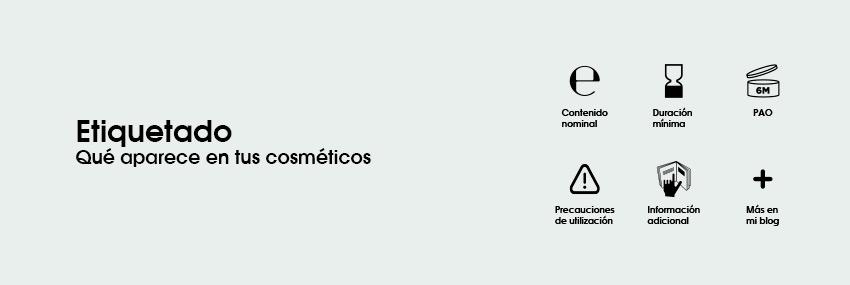 Etiquetado
Qué aparece en tus cosméticos
e
Contenido
nominal
Duración
mínima
6M
PAO
Precauciones
de utilización
Información
adicional
Más en
mi blog